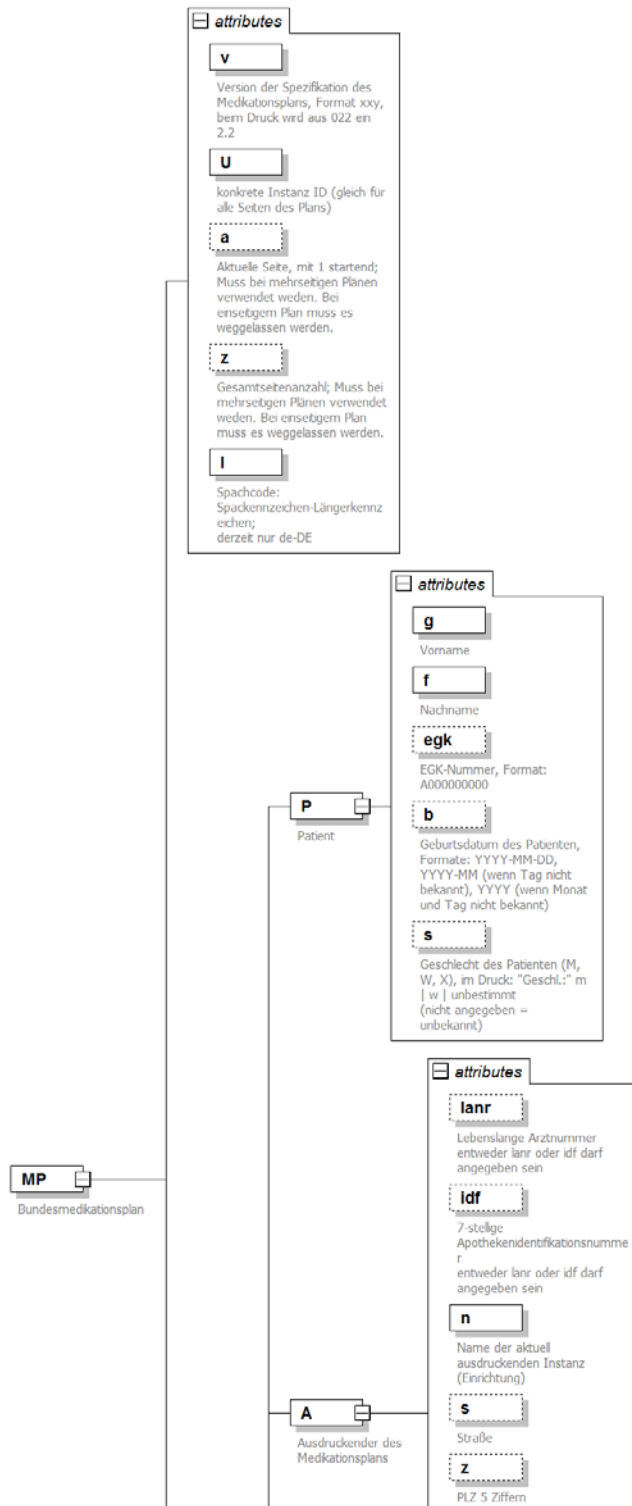 attributes
v
Version der Spezifikation des
Medikationsplans, Format xxy,
beim Druck wird aus 022 ein
2.2
U
konkrete Instanz ID (gleich für
alle Seiten des Plans)
a
Aktuelle Seite, mit 1 startend;
Muss bei mehrseitigen Plänen
verwendet weden. Bei
einseitigem Plan muss es
weggelassen werden.
z
Gesamtseitenanzahl; Muss bei
mehrseitigen Plänen verwendet
weden. Bei einseitigem Plan
muss es weggelassen werden.
l
Spachcode:
Spackennzeichen-Längerkennz
eichen;
derzeit nur de-DE
attributes
g
Vorname
f
Nachname
egk
EGK-Nummer, Format:
A000000000
P
Patient
b
Geburtsdatum des Patienten,
Formate: YYYY-MM-DD,
YYYY-MM (wenn Tag nicht
bekannt), YYYY (wenn Monat
und Tag nicht bekannt)
s
Geschlecht des Patienten (M,
W, X), im Druck: "Geschl.:" m
| w | unbestimmt
(nicht angegeben =
unbekannt)
attributes
lanr
Lebenslange Arztnummer
entweder lanr oder idf darf
angegeben sein
MP
Bundesmedikationsplan
idf
7-stellige
Apothekenidentifikationsnumme
r
entweder lanr oder idf darf
angegeben sein
n
Name der aktuell
ausdruckenden Instanz
(Einrichtung)
A
Ausdruckender des
Medikationsplans
s
Straße
z
PLZ 5 Ziffern